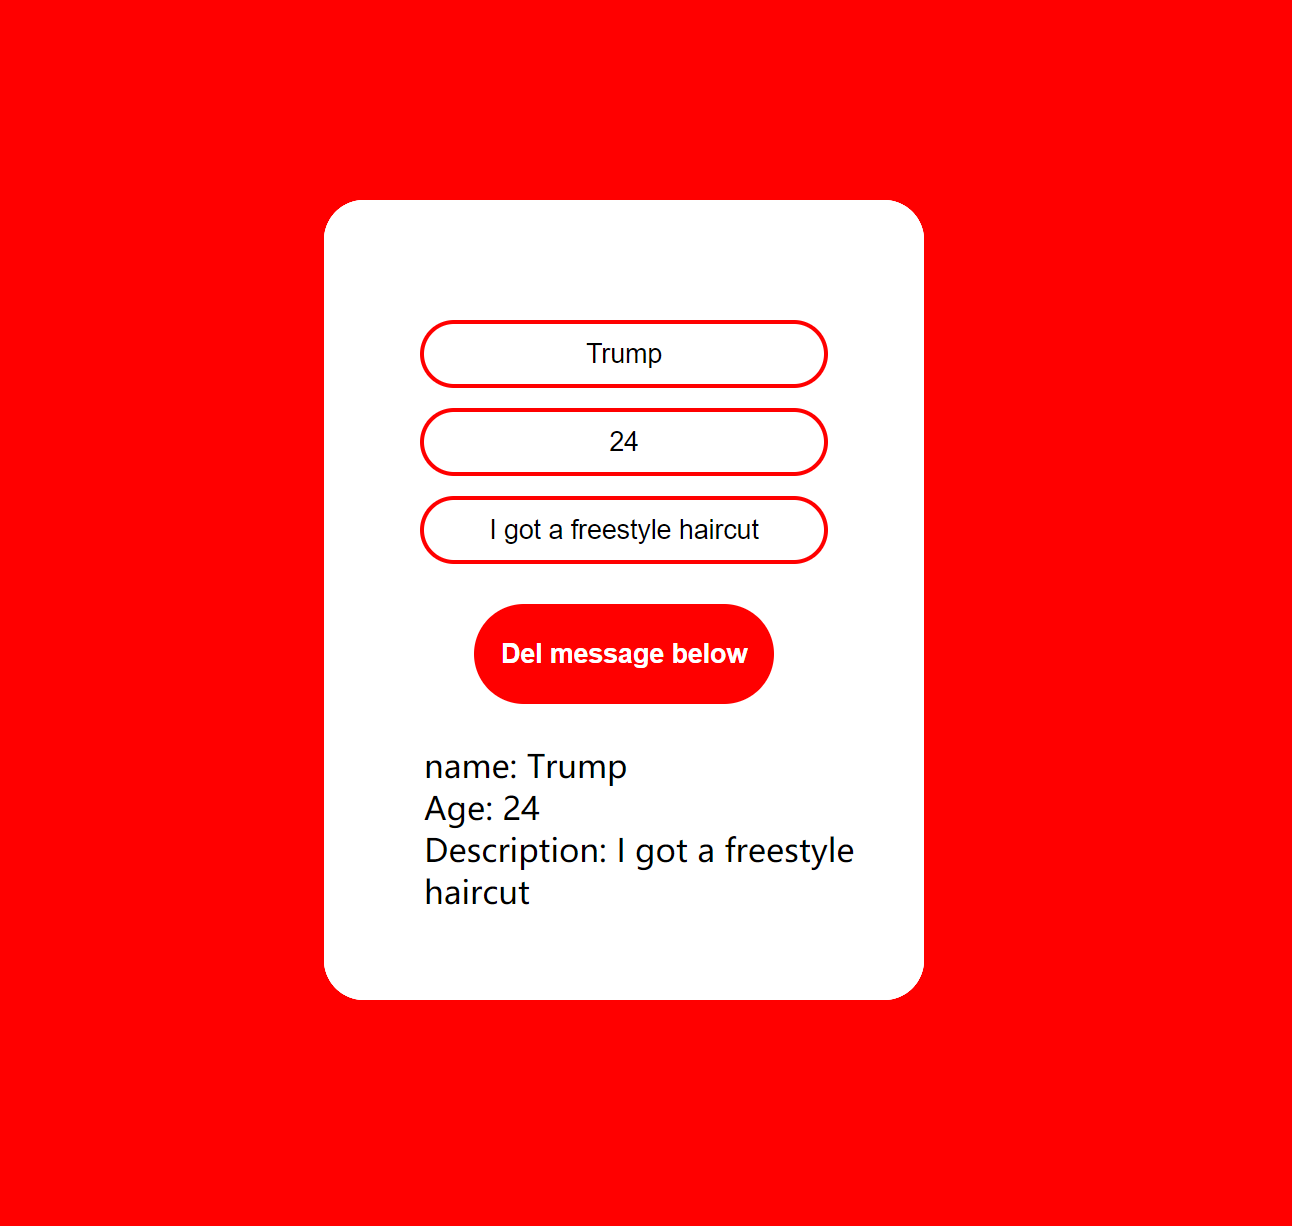 Trump
24
I got a freestyle haircut
Del message below
name: Trump
Age: 24
Description: I got a freestyle
haircut